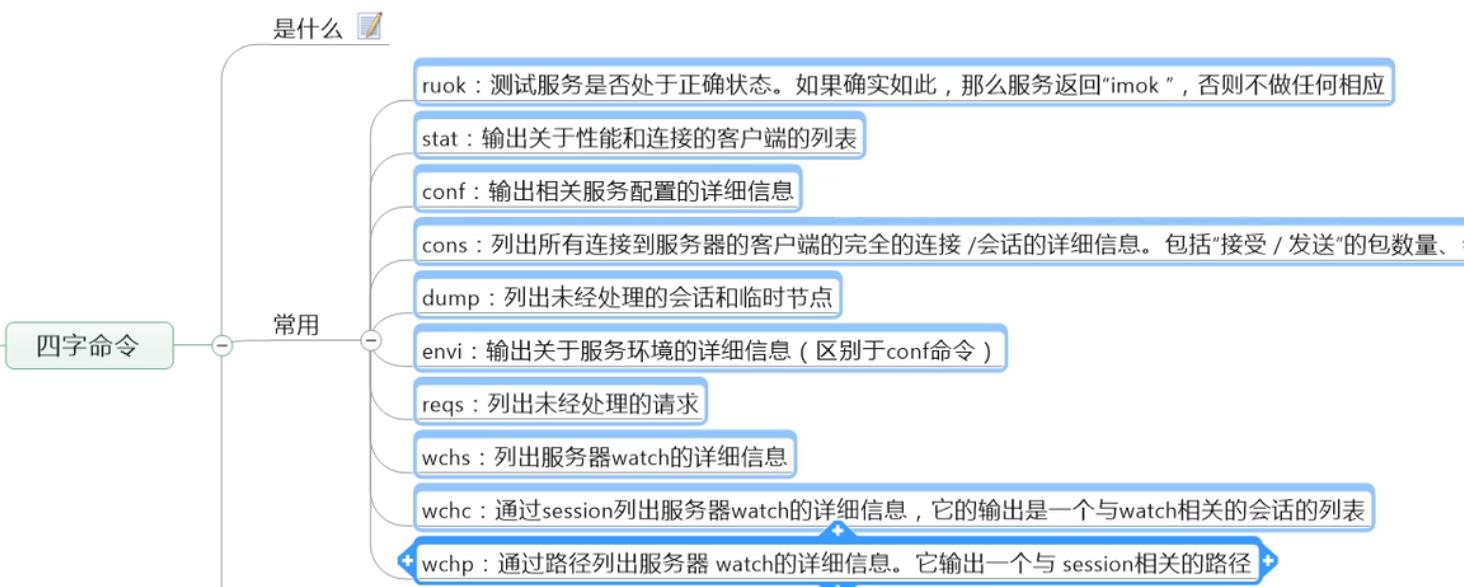 是什么
ruok：测试服务是否处于正确状态。如果确实如此，那么服务返回“imok ”，否则不做任何相应
stat：输出关于性能和连接的客户端的列表
conf：输出相关服务配置的详细信息
cons：列出所有连接到服务器的客户端的完全的连接 /会话的详细信息。包括“接受 / 发送”的包数量、
dump：列出未经处理的会话和临时节点
常用
四字命令
envi：输出关于服务环境的详细信息（区别于conf命令）
reqs：列出未经处理的请求
wchs：列出服务器watch的详细信息
wchc：通过session列出服务器watch的详细信息，它的输出是一个与watch相关的会话的列表
wchp：通过路径列出服务器 watch的详细信息。它输出一个与 session相关的路径